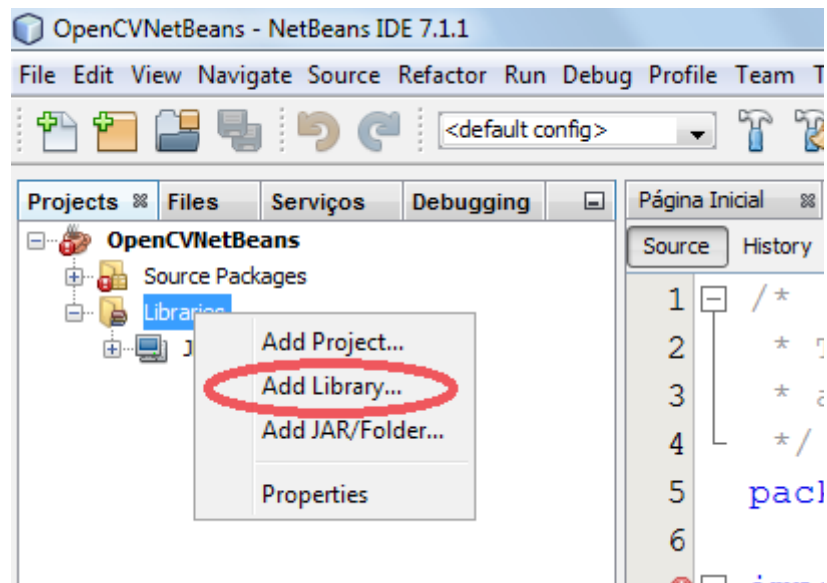 OpenCVNetBeans - NetBeans IDE 7.1.1
File Edit View Navigate Source Refactor Run Debug Profile Team
<default config>
Projects Files Serviços Debugging
Página Inicial
OpenCVNetBeans
Source History
Source Packages
Libraries
Add Project...
Add Library...
Add JAR/Folder...
Properties
1 /*
2 *
3 *
4 */
5
6